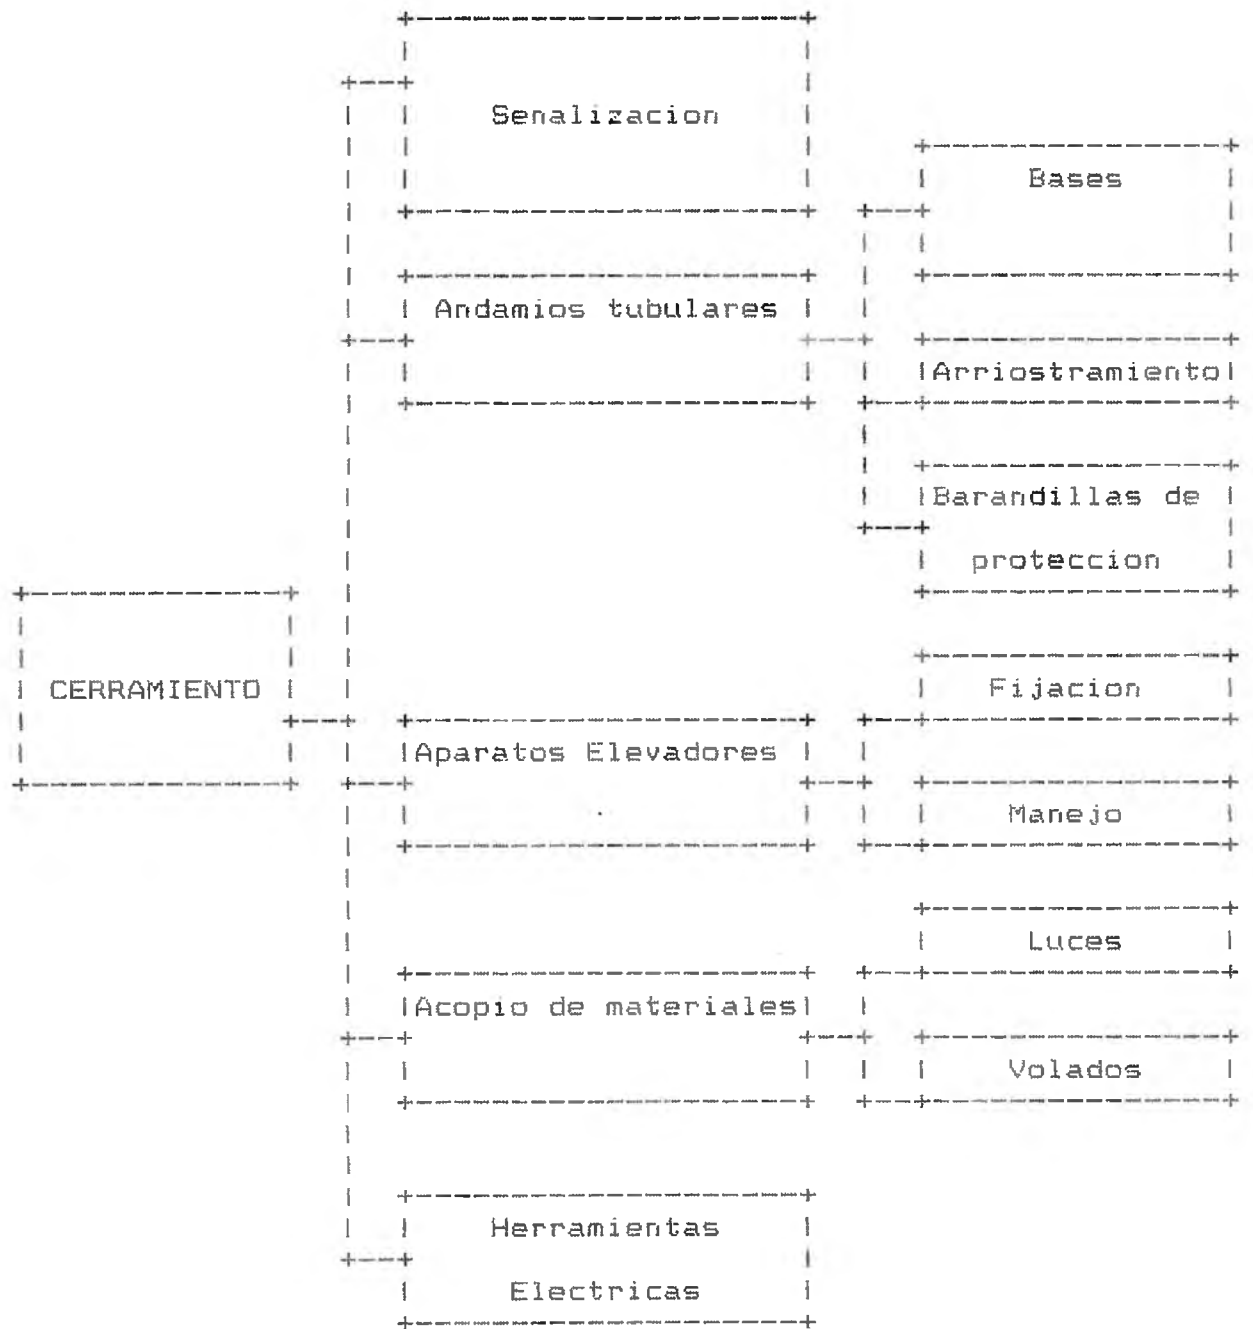 Senalizacion
Bases
Andamios tubulares
Arriostramiento
Barandillas de
proteccion
CERRAMIENTO
Fijacion
Aparatos Elevadores
Manejo
Luces
Acopio de materiales
Volados
Herramientas
Electricas